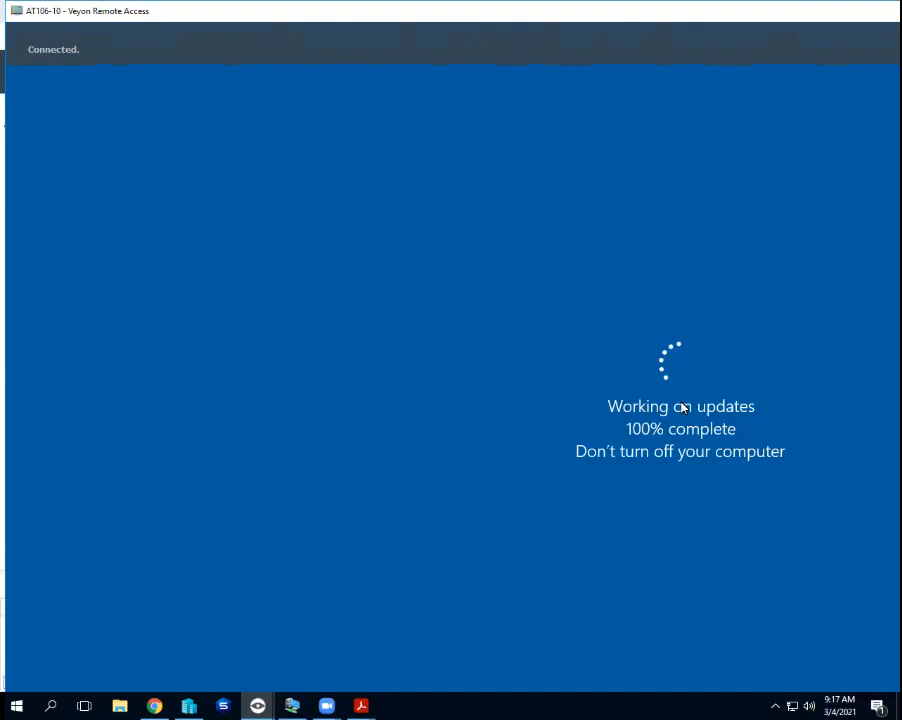 AT106-10 - Veyon Remote Access
Connected.
Working on updates
100% complete
Don't turn off your computer
9:17 AM
3/4/2021
1